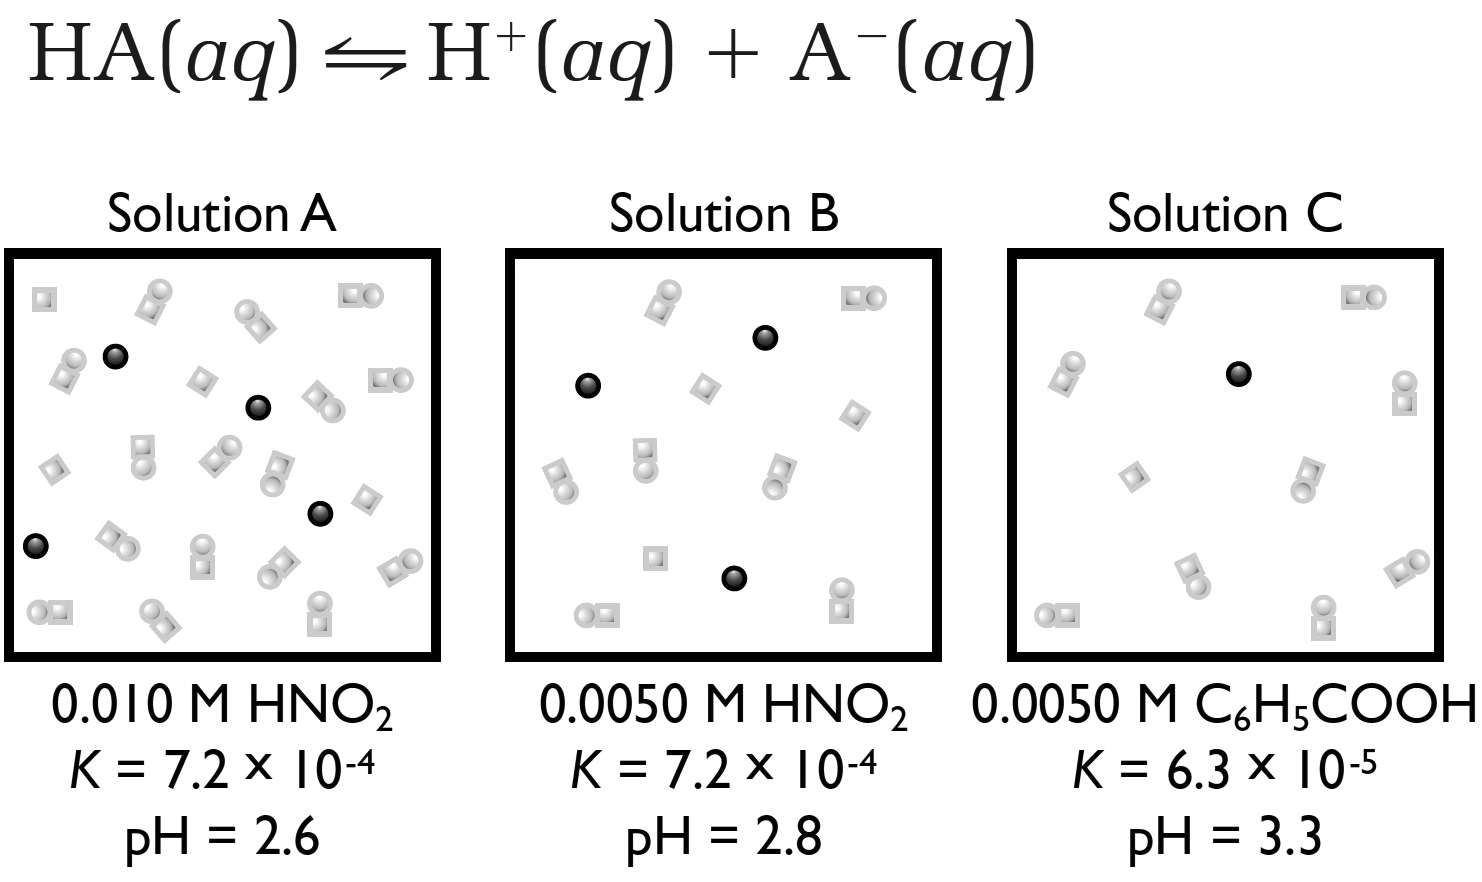 HA(aq) ⇋ H⁺(aq) + A⁻(aq)
Solution A
Solution B
Solution C
0.010 M HNO₂
K = 7.2 × 10⁻⁴
pH = 2.6
0.0050 M HNO₂
K = 7.2 × 10⁻⁴
pH = 2.8
0.0050 M C₆H₅COOH
K = 6.3 × 10⁻⁵
pH = 3.3